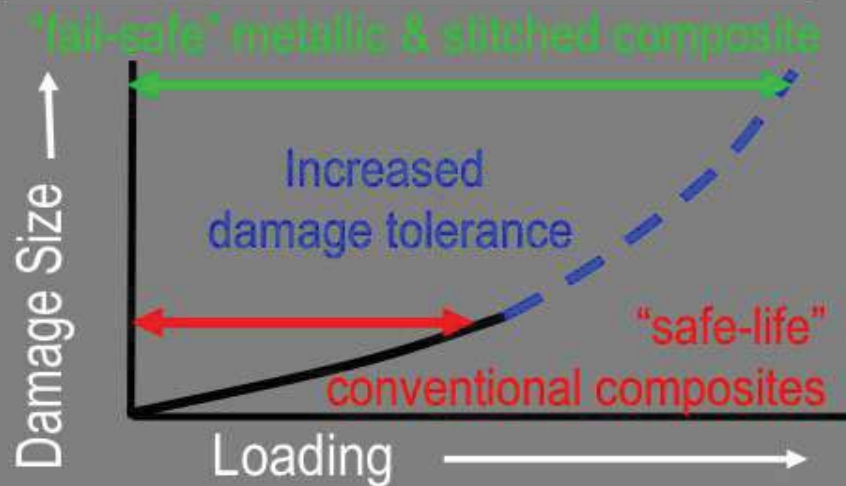 "fail-safe" metallic & stitched composite
Increased
damage tolerance
"safe-life"
conventional composites
Damage Size
Loading